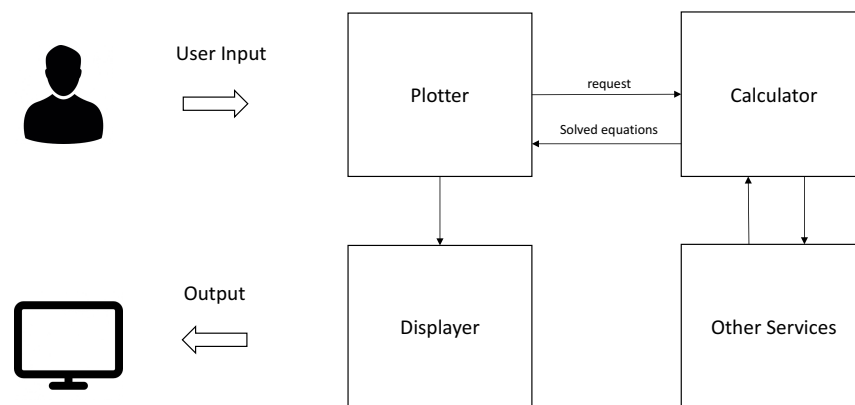 User Input
Plotter
request
Calculator
Solved equations
Output
Displayer
Other Services